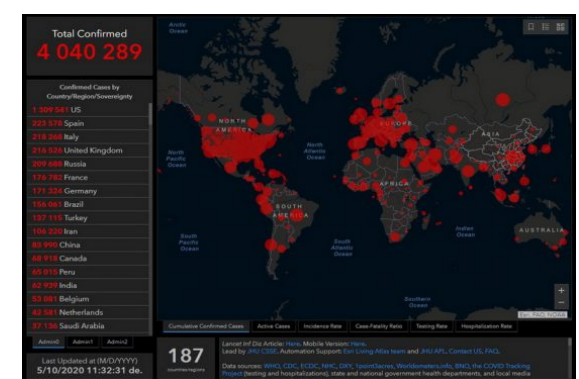 Total Confirmed
4 040 289
Confirmed Cases by
Country/Region/Sovereignty
1 309 541 US
223 578 Spain
218 268 Italy
216 526 United Kingdom
209 688 Russia
176 782 France
171 324 Germany
156 061 Brazil
137 115 Turkey
106 220 Iran
83 990 China
68 918 Canada
65 015 Peru
62 939 India
53 081 Belgium
42 581 Netherlands
37 136 Saudi Arabia
Admin0 Admin1 Admin2
Last Updated at (M/D/YYYY)
5/10/2020 11:32:31 de.
Arctic
Ocean
NORTH
AMERICA
EUROPE
ASIA
North
Pacific
Ocean
North
Atlantic
Ocean
AFRICA
SOUTH
AMERICA
Indian
Ocean
AUSTRALIA
South
Pacific
Ocean
South
Atlantic
Ocean
Southern
Ocean
+
−
Esri, FAO, NOAA
Cumulative Confirmed Cases Active Cases Incidence Rate Case-Fatality Ratio Testing Rate Hospitalization Rate
187
countries/regions
Lancet Inf Dis Article: Here. Mobile Version: Here.
Lead by JHU CSSE. Automation Support: Esri Living Atlas team and JHU APL. Contact US. FAQ.
Data sources: WHO, CDC, ECDC, NHC, DXY, 1point3acres, Worldometers.info, BNO, the COVID Tracking
Project (testing and hospitalizations), state and national government health departments, and local media